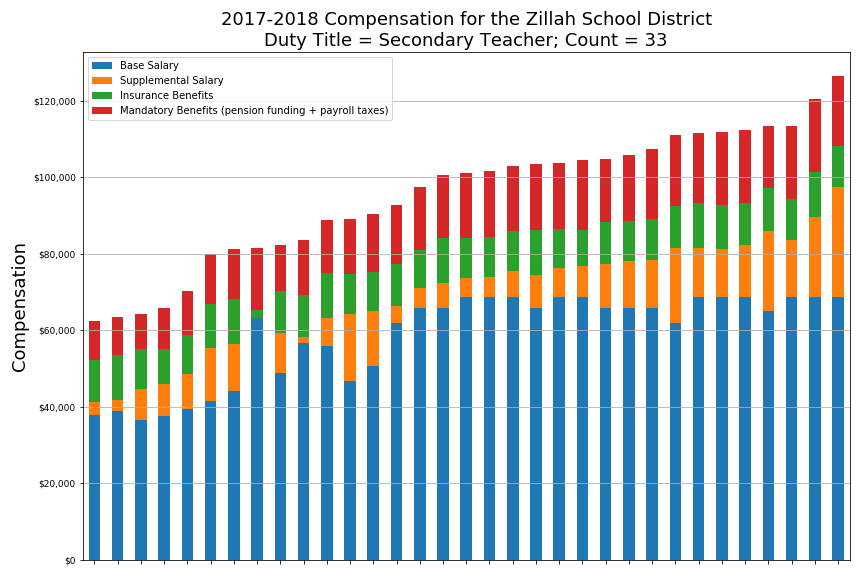 2017-2018 Compensation for the Zillah School District
Duty Title = Secondary Teacher; Count = 33
Base Salary
Supplemental Salary
Insurance Benefits
Mandatory Benefits (pension funding + payroll taxes)
Compensation
$120,000
$100,000
$80,000
$60,000
$40,000
$20,000
$0